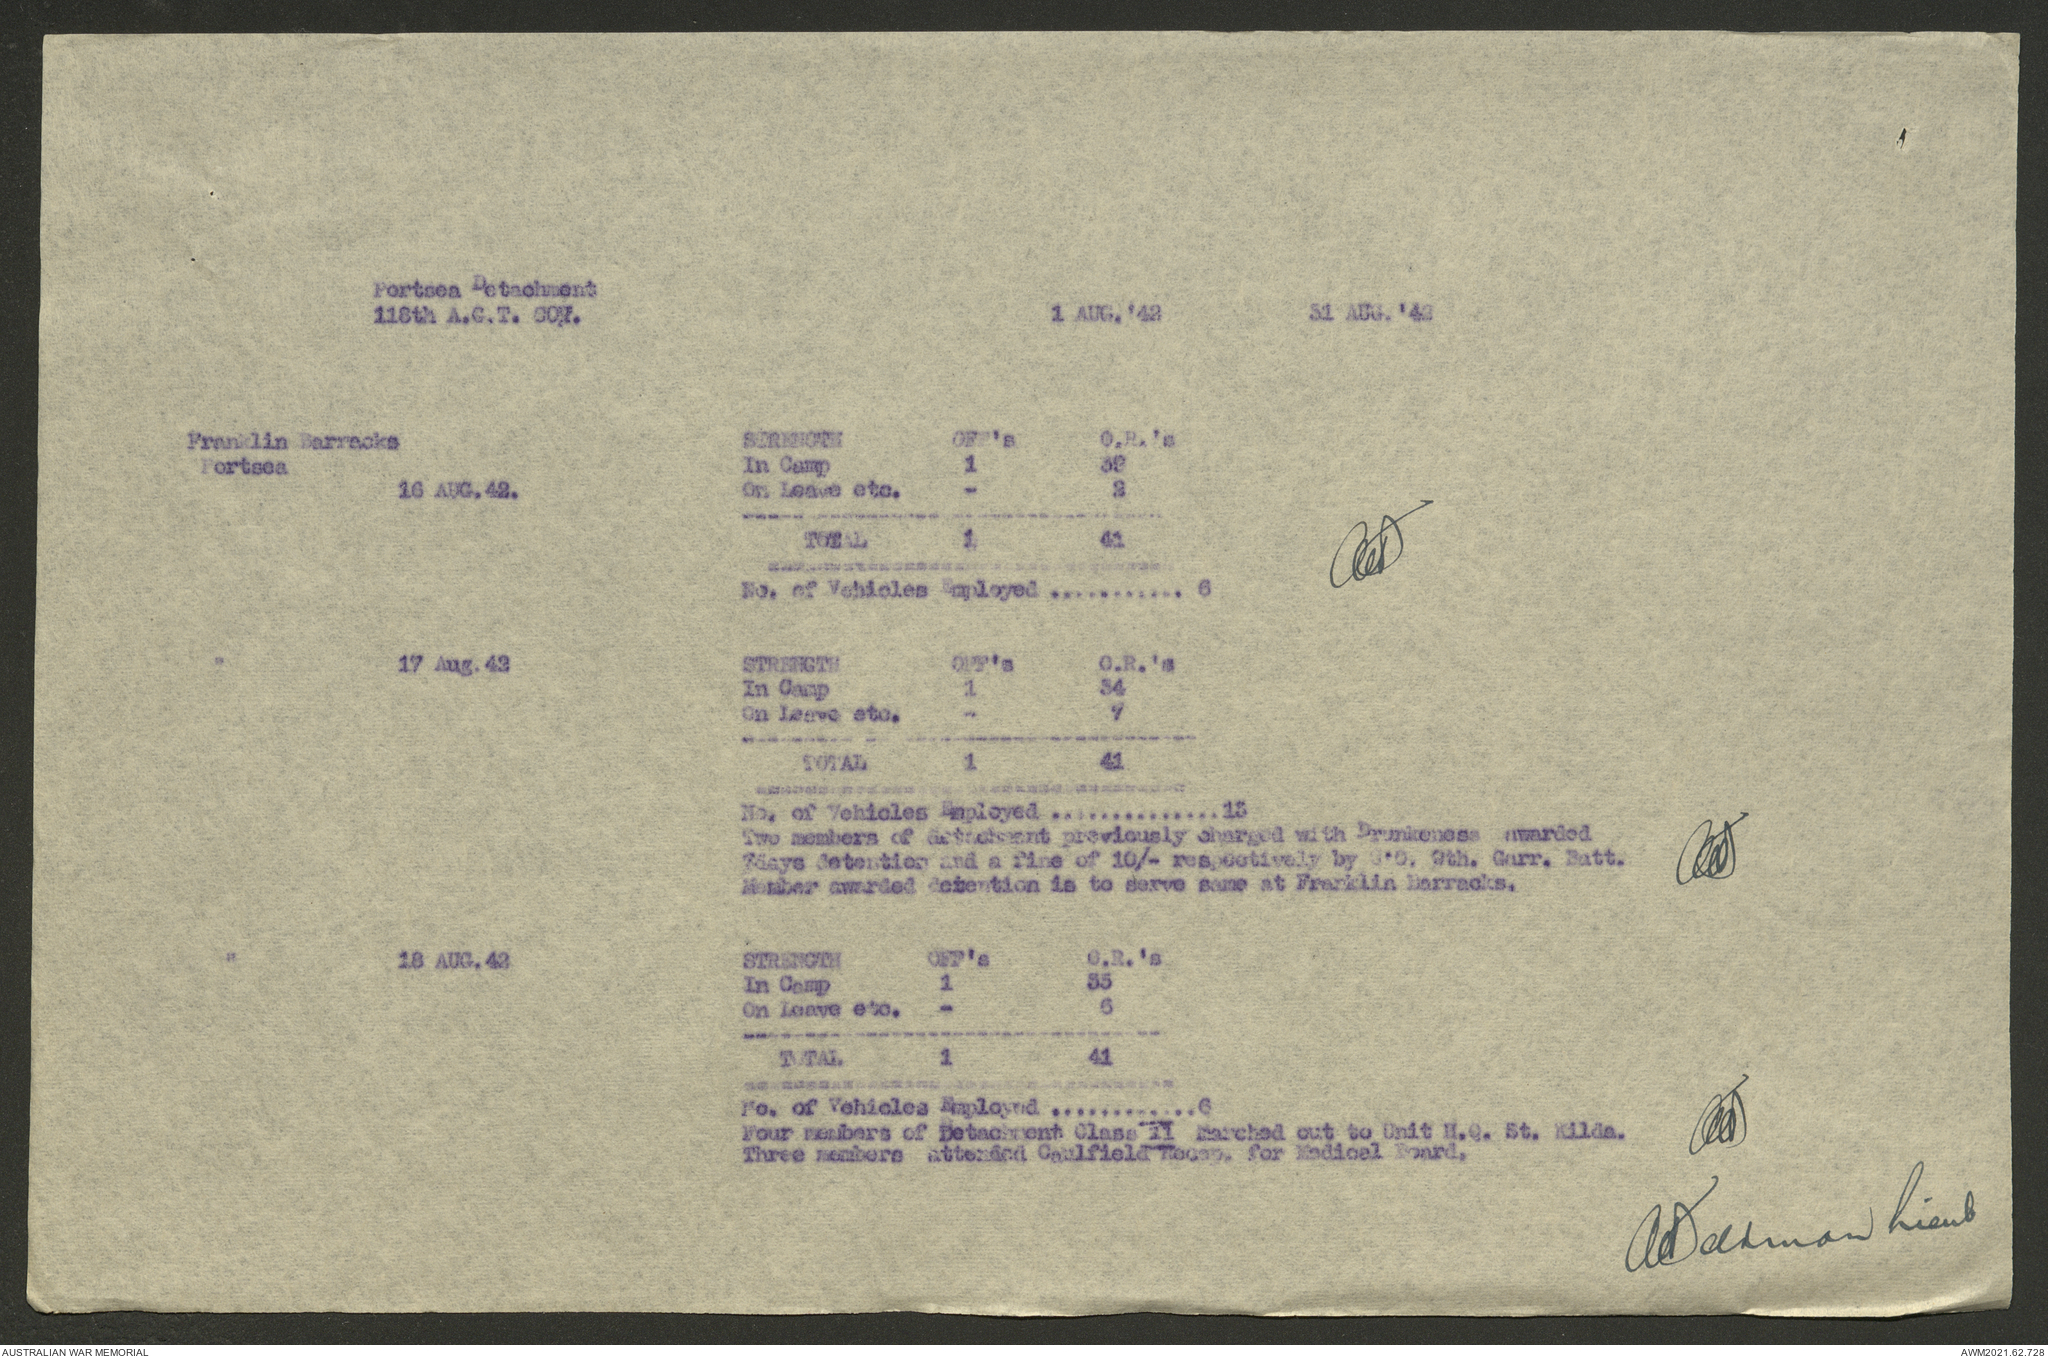 Portsea Detachment
118th A.G.T. COY. 1 AUG.'42 31 AUG.'42
Franklin Barracks STRENGTH OFF's O.R.'s
Portsea In Camp 1 39
16 AUG.42. On Leave etc. - 2
TOTAL 1 41
No. of Vehicles Employed ........... 6
" 17 Aug.42 STRENGTH OFF's O.R.'s
In Camp 1 34
On Leave etc. - 7
TOTAL 1 41
No. of Vehicles Employed ..............13
Two members of detachment previously charged with Drunkeness awarded
7days detention and a fine of 10/- respectively by C.O. 9th. Garr. Batt.
Member awarded detention is to serve same at Franklin Barracks.
" 18 AUG.42 STRENGTH OFF's O.R.'s
In Camp 1 35
On Leave etc. - 6
TOTAL 1 41
No. of Vehicles Employed ............6
Four members of Detachment Class II Marched out to Unit H.Q. St. Kilda.
Three members attended Caulfield Recep. for Medical Board.
Lieut
AUSTRALIAN WAR MEMORIAL AWM2021.62.728